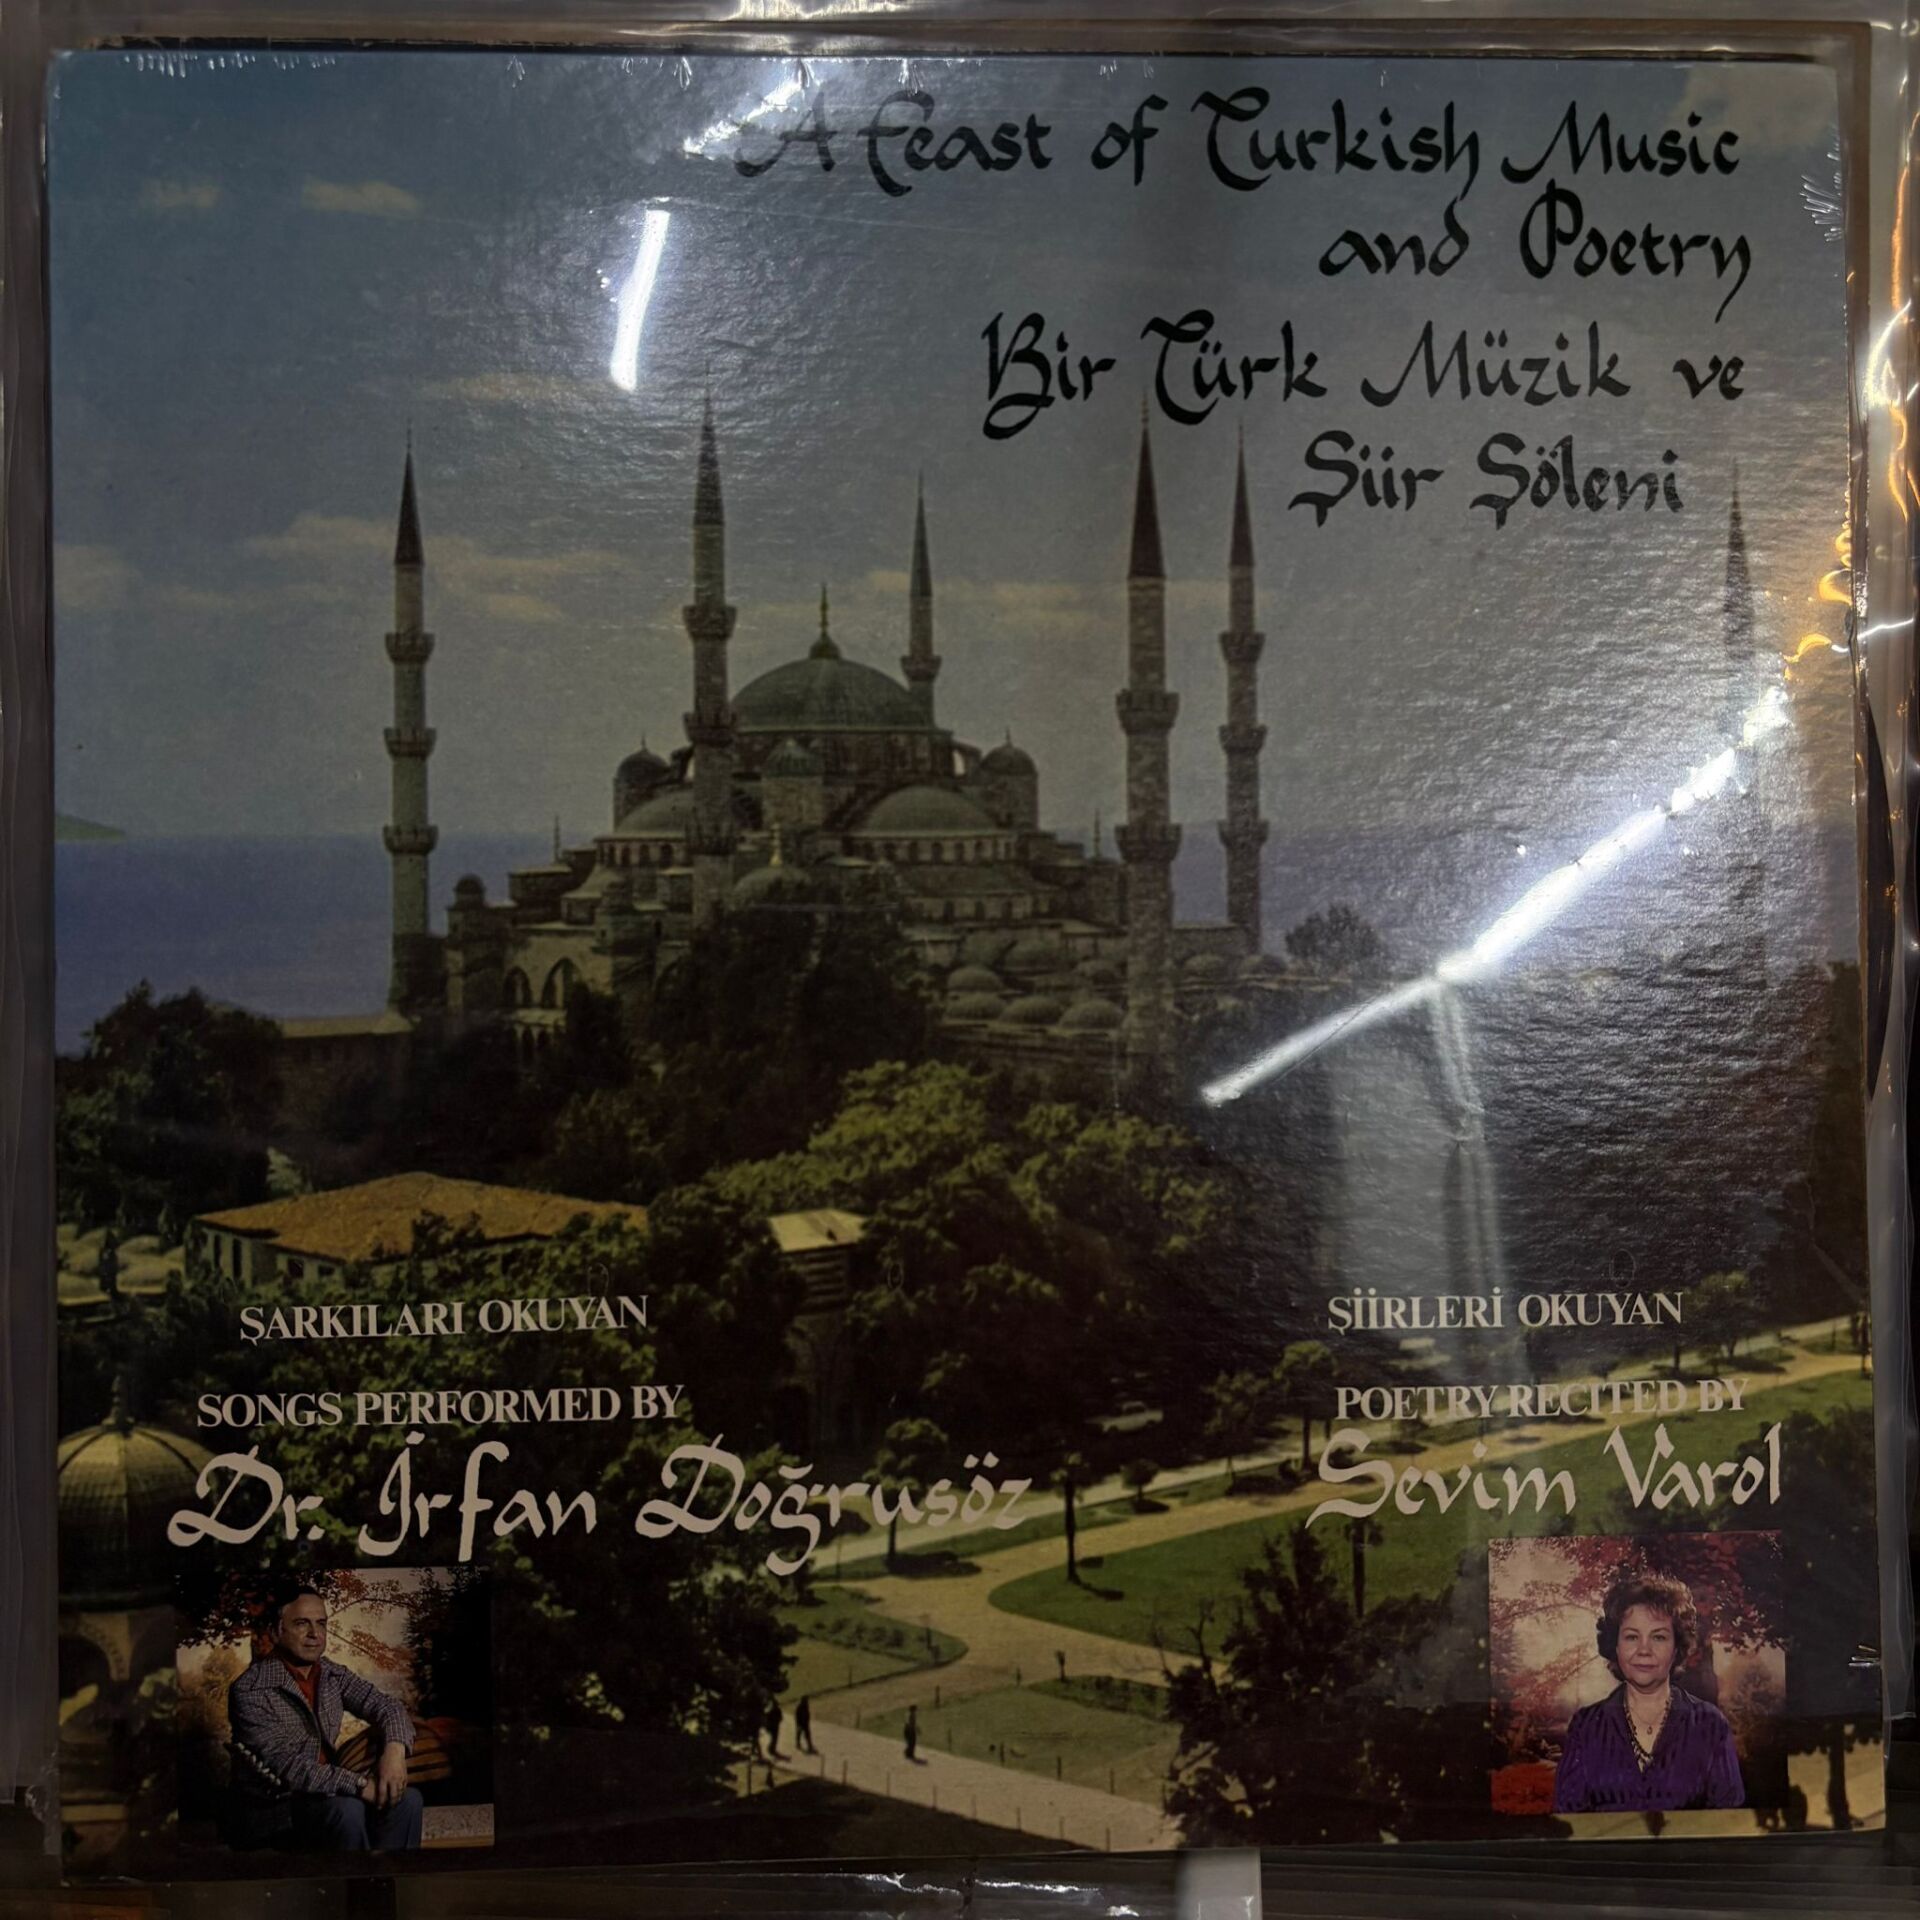 A Feast of Turkish Music
and Poetry
Bir Türk Müzik ve
Şiir Şöleni
ŞARKILARI OKUYAN
SONGS PERFORMED BY
Dr. İrfan Doğrusöz
ŞİİRLERİ OKUYAN
POETRY RECITED BY
Sevim Varol